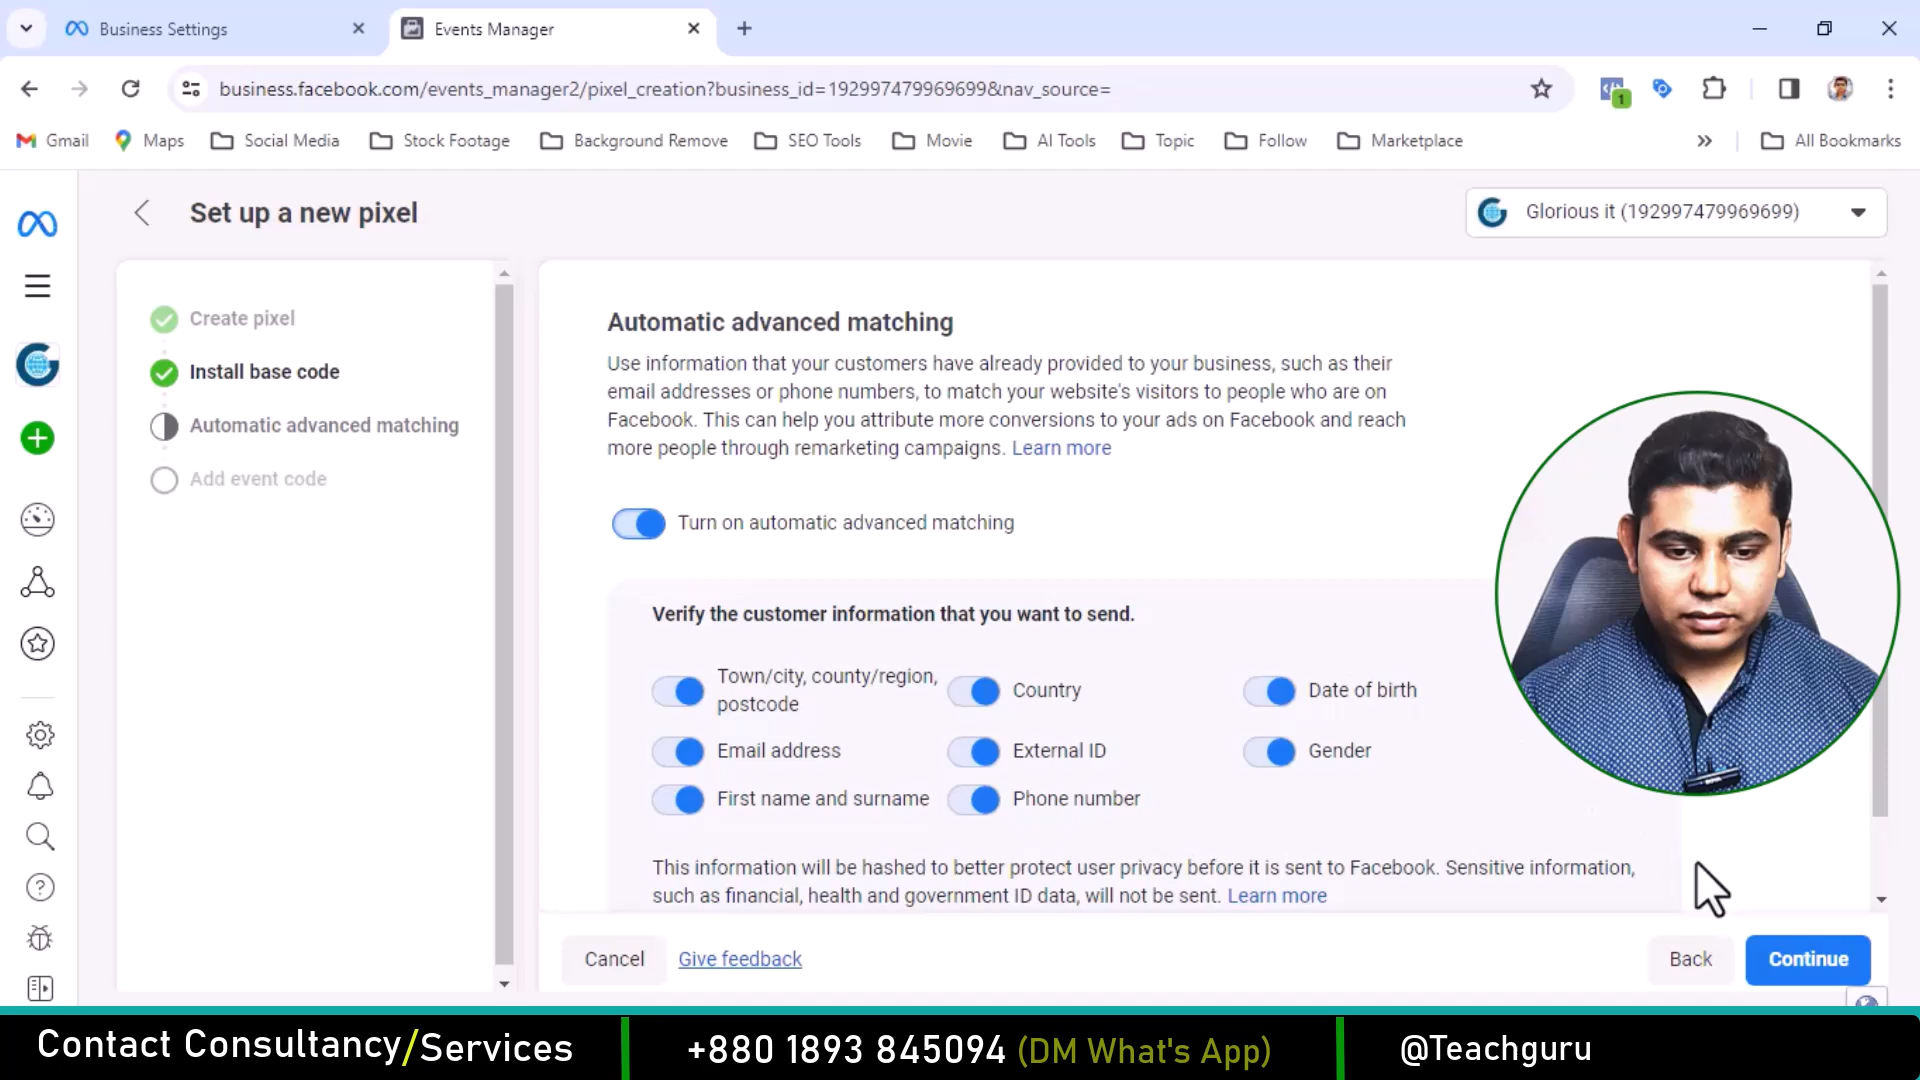 Business Settings
Events Manager
business.facebook.com/events_manager2/pixel_creation?business_id=192997479969699&nav_source=
1
Gmail
Maps
Social Media
Stock Footage
Background Remove
SEO Tools
Movie
AI Tools
Topic
Follow
Marketplace
All Bookmarks
Set up a new pixel
Glorious it (192997479969699)
Create pixel
Install base code
Automatic advanced matching
Add event code
Automatic advanced matching
Use information that your customers have already provided to your business, such as their
email addresses or phone numbers, to match your website's visitors to people who are on
Facebook. This can help you attribute more conversions to your ads on Facebook and reach
more people through remarketing campaigns. Learn more
Turn on automatic advanced matching
Verify the customer information that you want to send.
Town/city, county/region,
postcode
Country
Date of birth
Email address
External ID
Gender
First name and surname
Phone number
This information will be hashed to better protect user privacy before it is sent to Facebook. Sensitive information,
such as financial, health and government ID data, will not be sent. Learn more
Cancel
Give feedback
Back
Continue
Contact Consultancy/Services
+880 1893 845094 (DM What's App)
@Teachguru